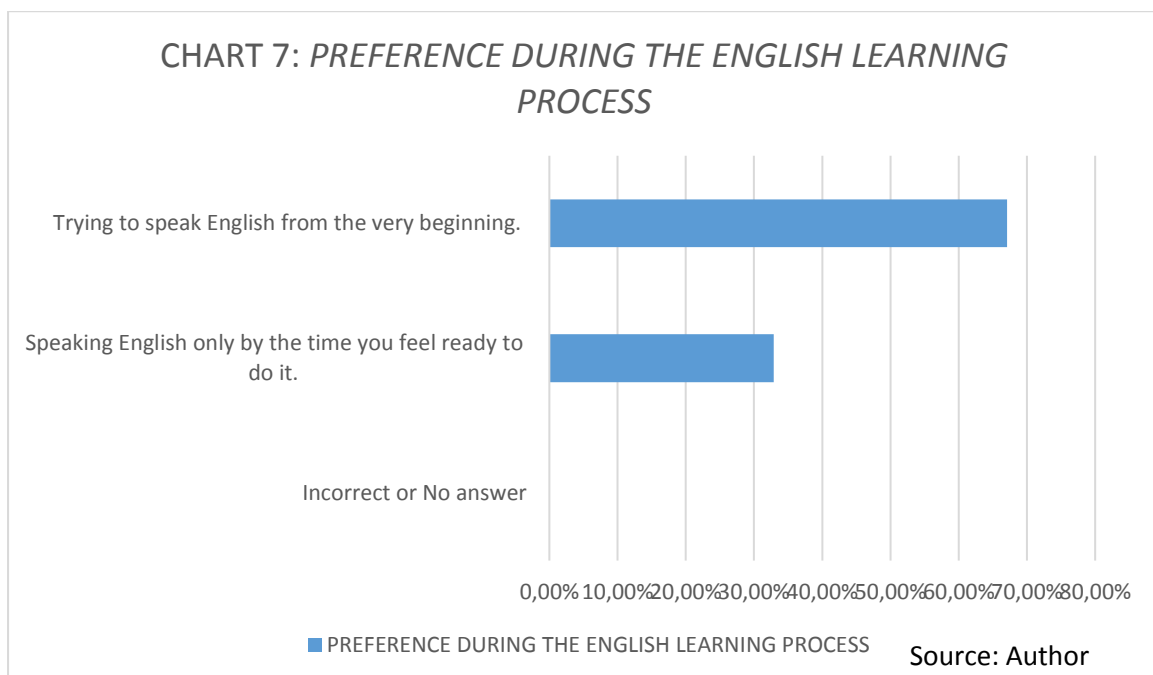 CHART 7: PREFERENCE DURING THE ENGLISH LEARNING
PROCESS
Trying to speak English from the very beginning.
Speaking English only by the time you feel ready to
do it.
Incorrect or No answer
0,00% 10,00% 20,00% 30,00% 40,00% 50,00% 60,00% 70,00% 80,00%
PREFERENCE DURING THE ENGLISH LEARNING PROCESS
Source: Author